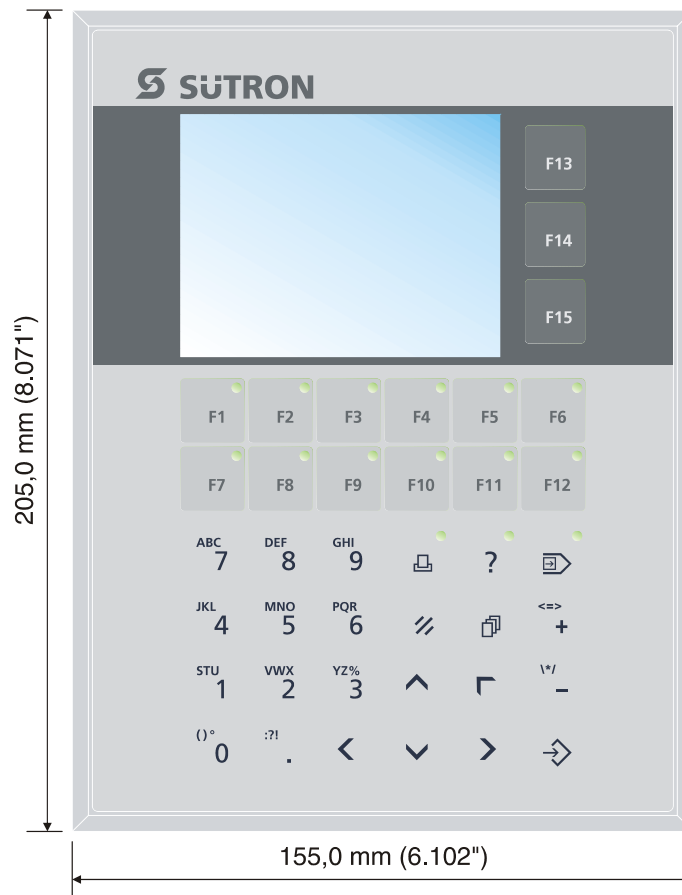 SÜTRON
F13
F14
F15
F1 F2 F3 F4 F5 F6
F7 F8 F9 F10 F11 F12
ABC DEF GHI
7 8 9 ?
JKL MNO PQR <=>
4 5 6 +
STU VWX YZ% \*/
1 2 3 –
()° :?!
0 .
205,0 mm (8.071")
155,0 mm (6.102")